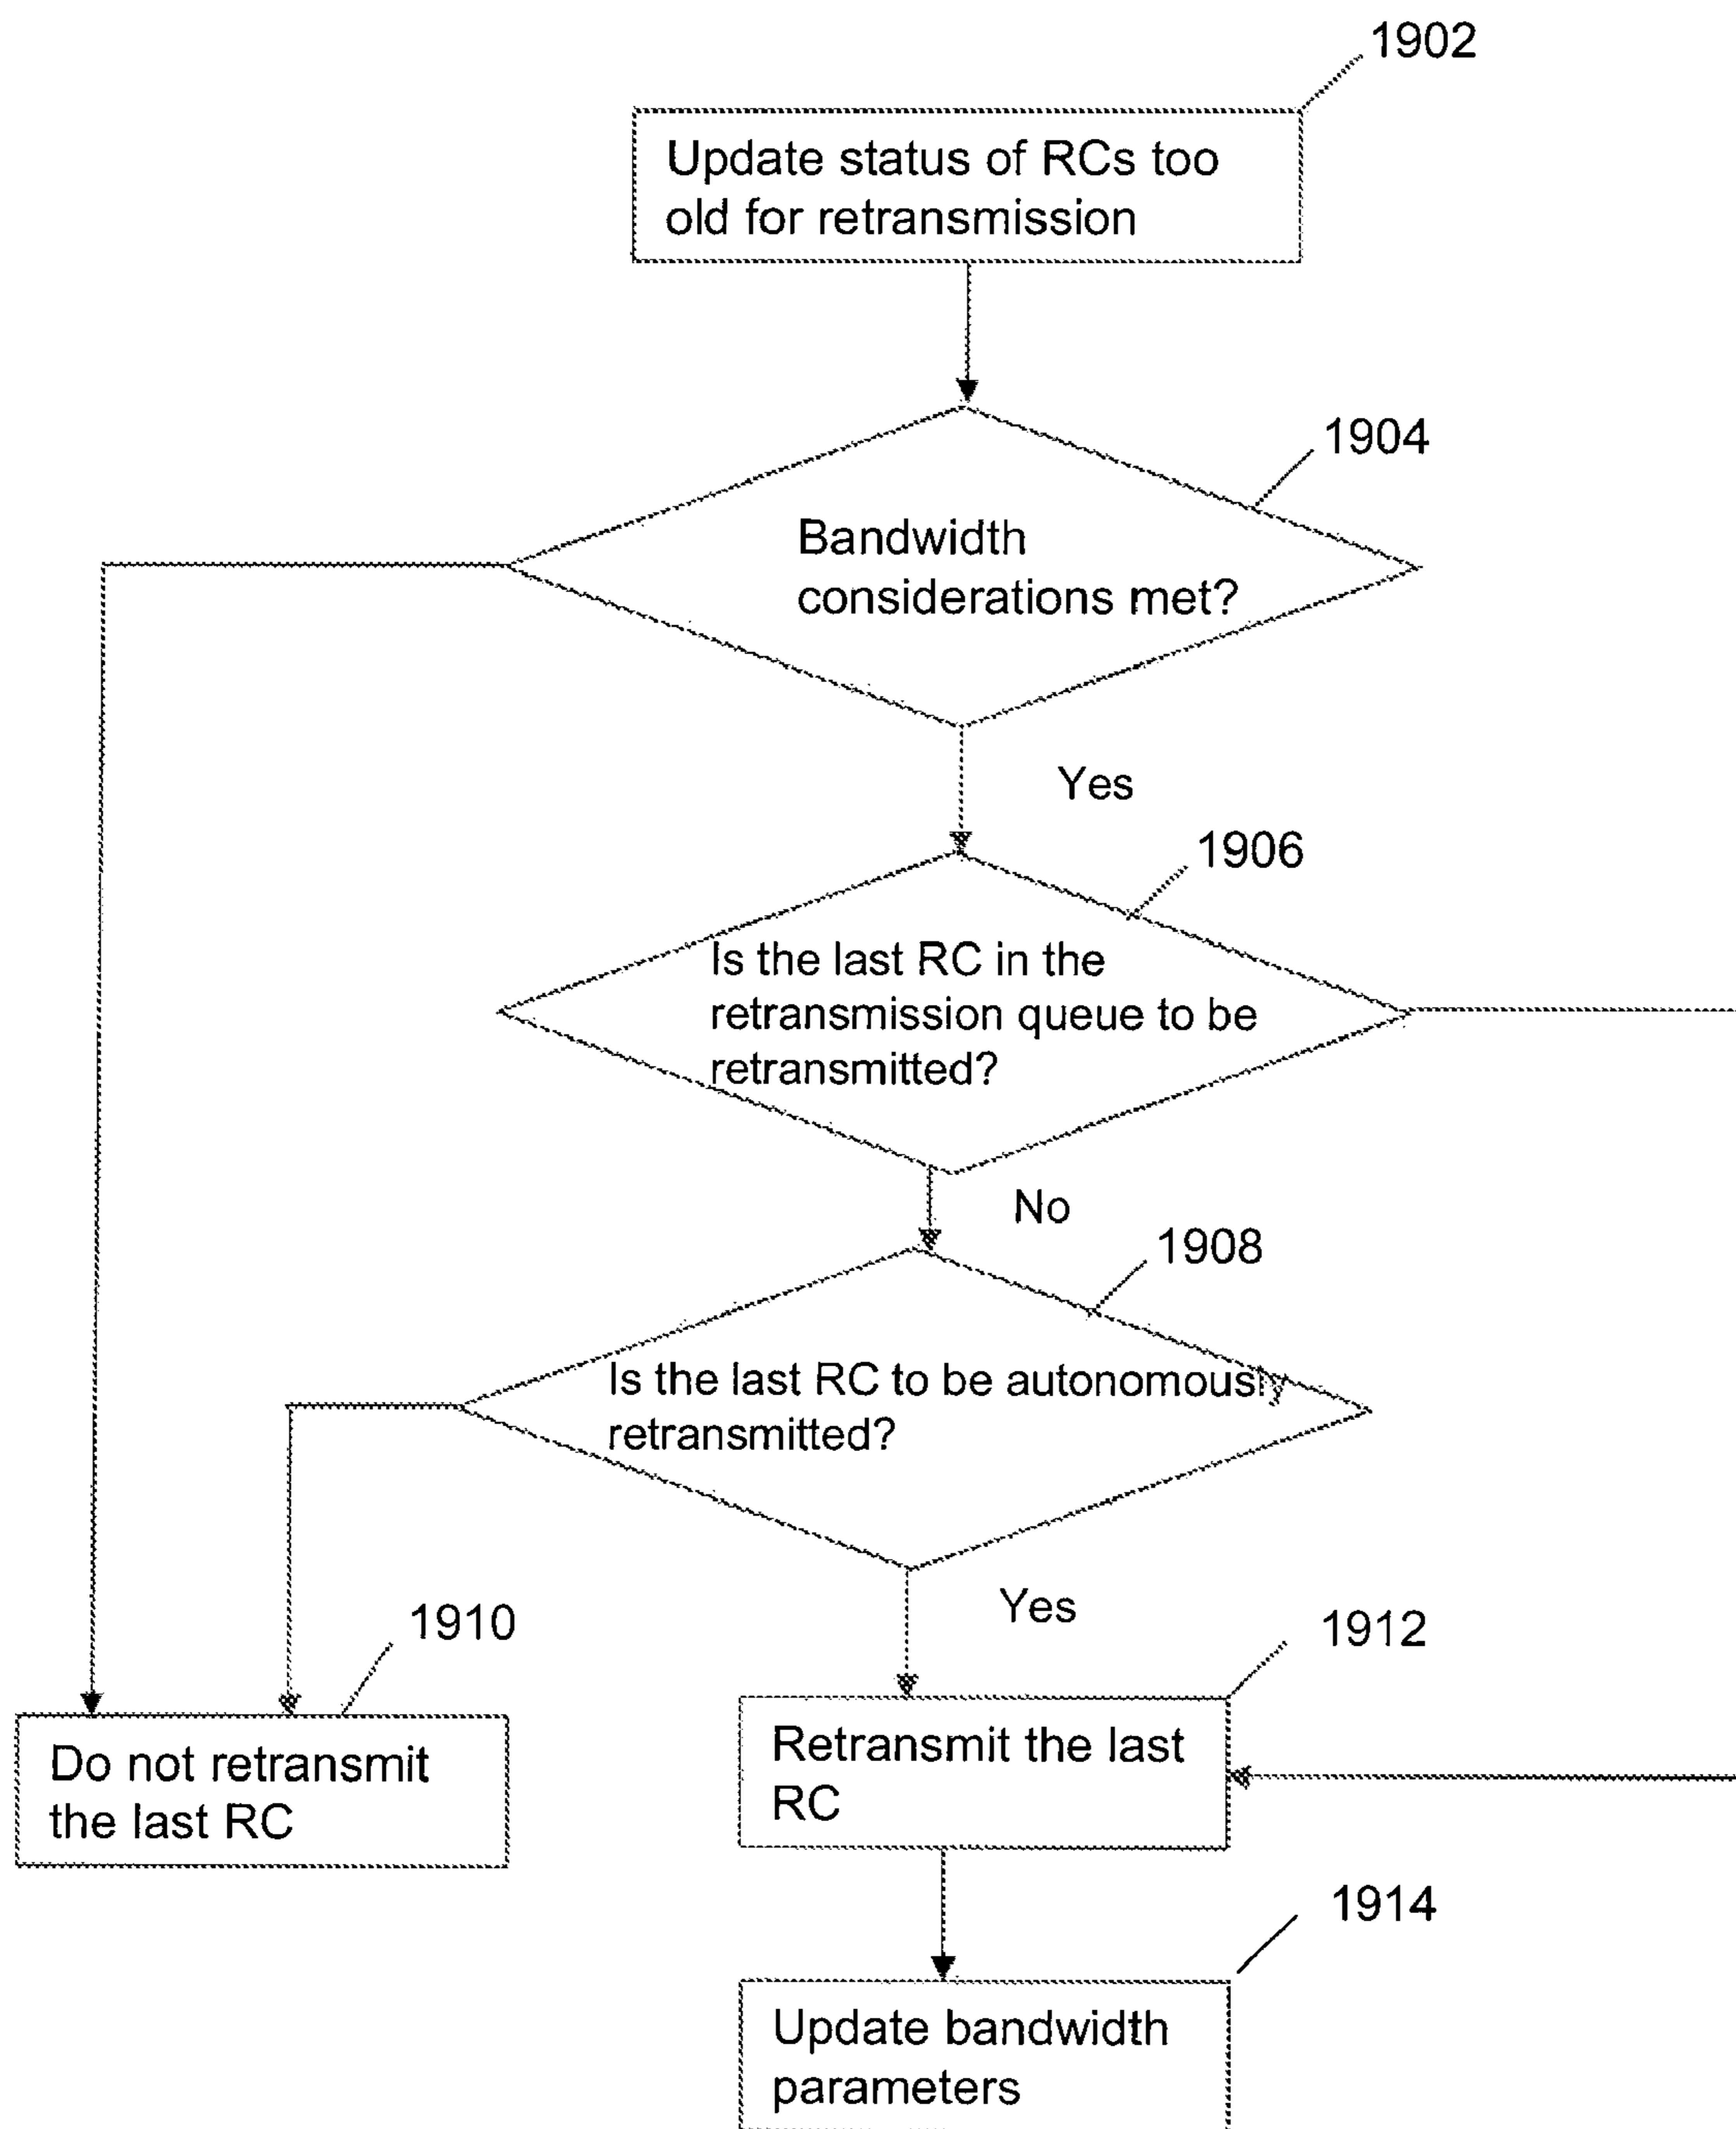 1902
Update status of RCs too
old for retransmission
1904
Bandwidth
considerations met?
Yes
1906
Is the last RC in the
retransmission queue to be
retransmitted?
No
1908
Is the last RC to be autonomously
retransmitted?
Yes
1910
1912
Do not retransmit
the last RC
Retransmit the last
RC
1914
Update bandwidth
parameters